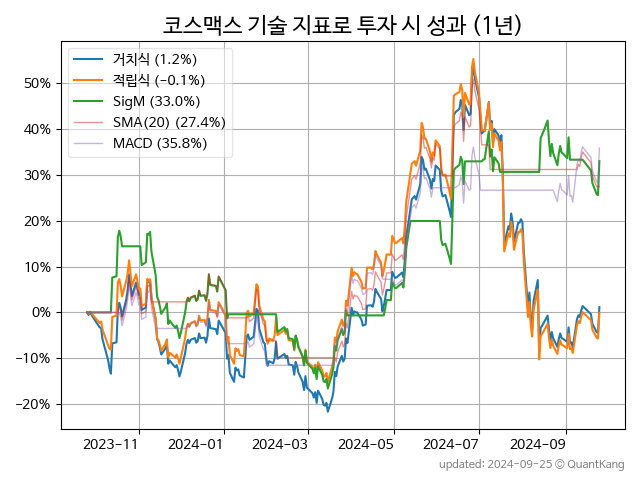 코스맥스 기술 지표로 투자 시 성과 (1년)
거치식 (1.2%)
적립식 (−0.1%)
SigM (33.0%)
SMA(20) (27.4%)
MACD (35.8%)
50%
40%
30%
20%
10%
0%
−10%
−20%
2023-11
2024-01
2024-03
2024-05
2024-07
2024-09
updated: 2024-09-25 © QuantKang